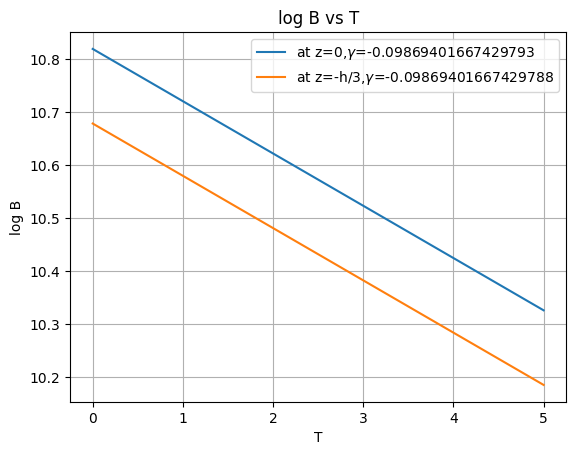 log B vs T
at z=0,γ=-0.09869401667429793
at z=-h/3,γ=-0.09869401667429788
10.8
10.7
10.6
10.5
10.4
10.3
10.2
log B
0 1 2 3 4 5
T